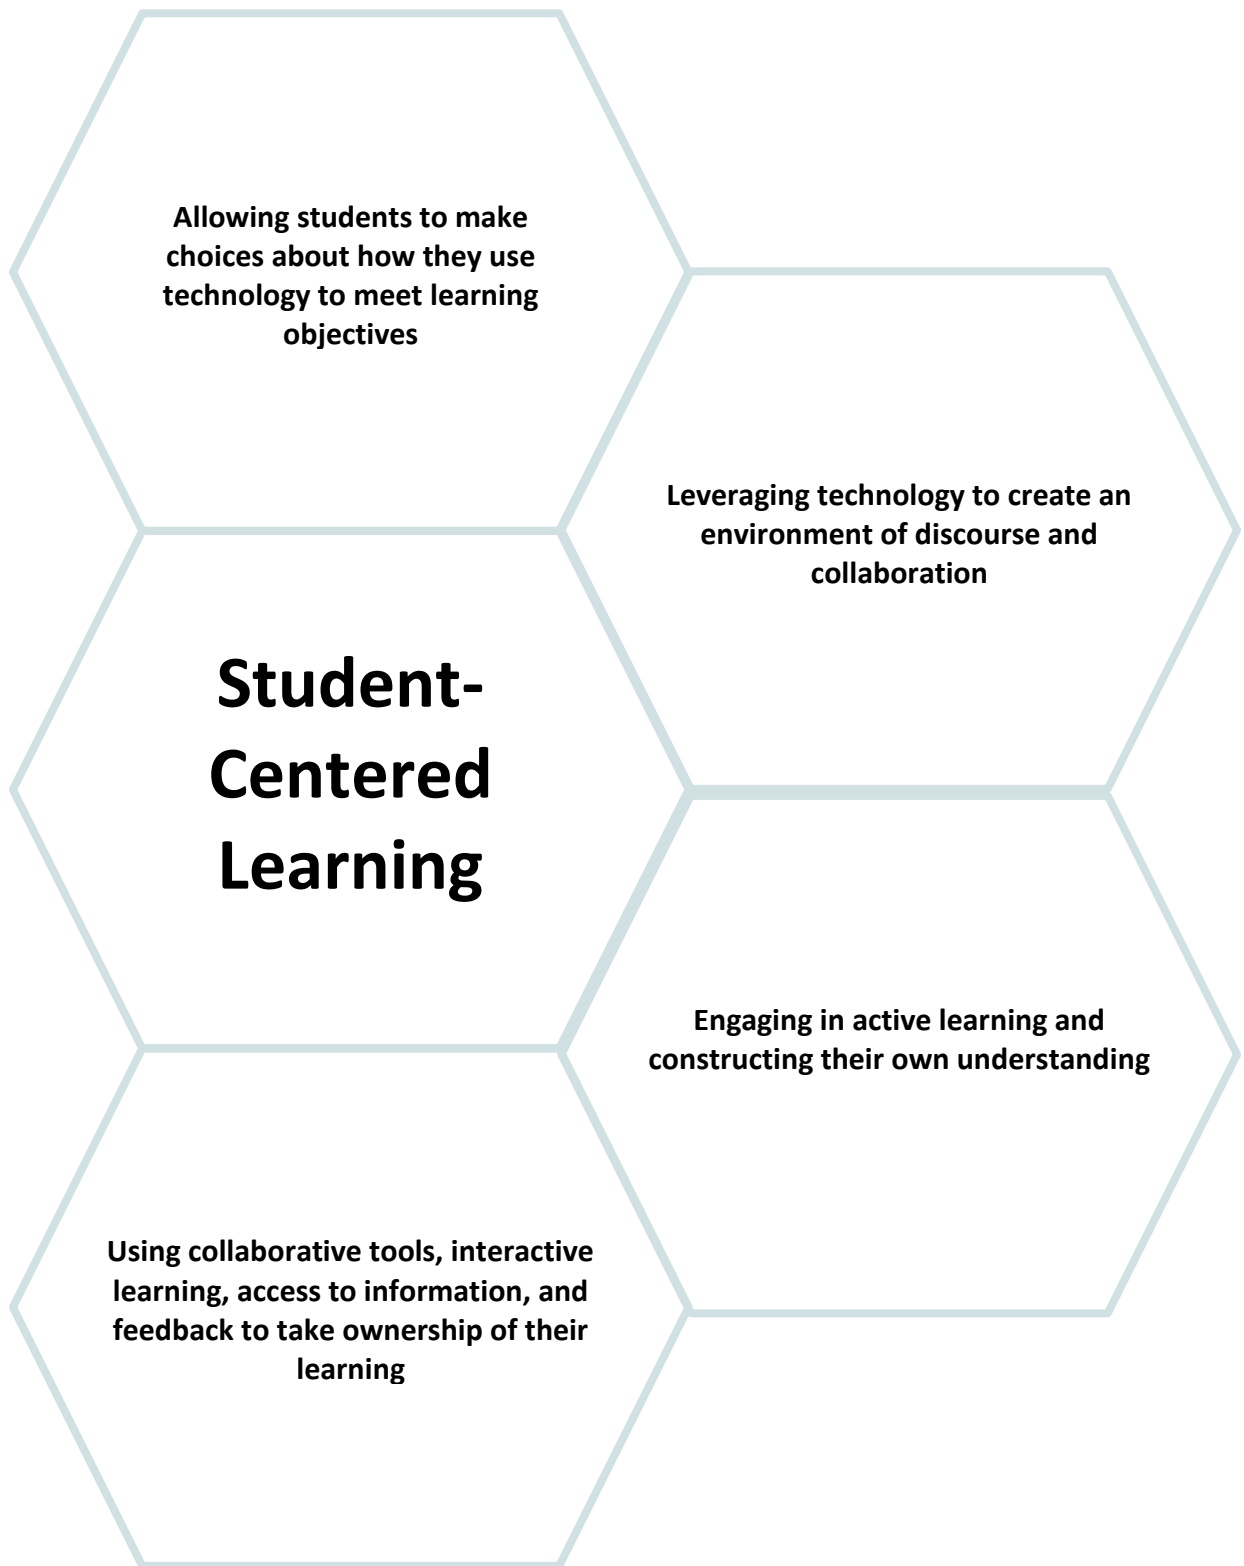 Allowing students to make
choices about how they use
technology to meet learning
objectives
Leveraging technology to create an
environment of discourse and
collaboration
Student-
Centered
Learning
Engaging in active learning and
constructing their own understanding
Using collaborative tools, interactive
learning, access to information, and
feedback to take ownership of their
learning